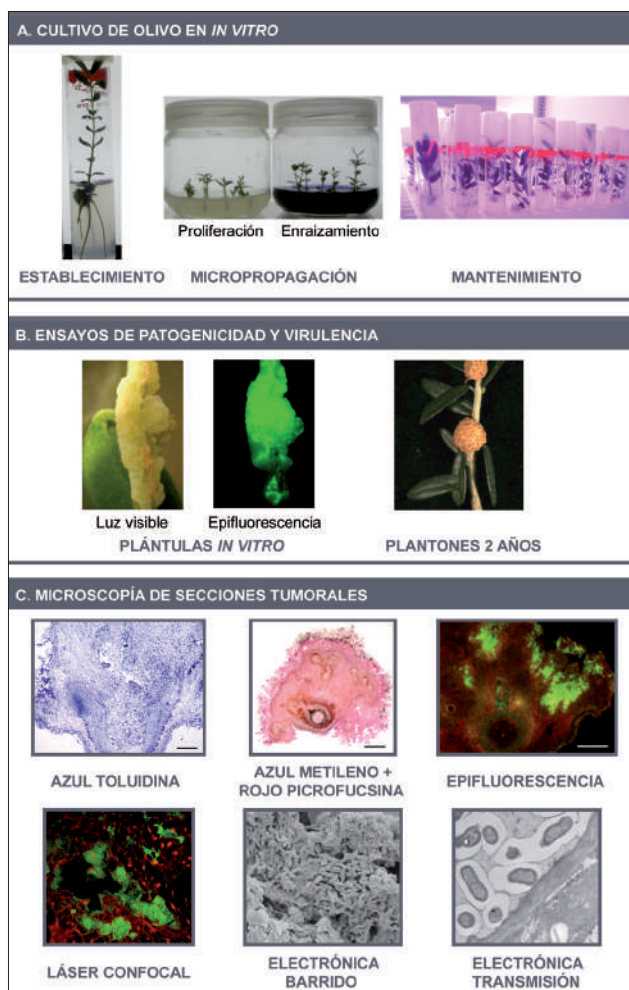 A. CULTIVO DE OLIVO EN IN VITRO
Proliferación Enraizamiento
ESTABLECIMIENTO MICROPROPAGACIÓN MANTENIMIENTO
B. ENSAYOS DE PATOGENICIDAD Y VIRULENCIA
Luz visible Epifluorescencia
PLÁNTULAS IN VITRO PLANTONES 2 AÑOS
C. MICROSCOPÍA DE SECCIONES TUMORALES
AZUL TOLUIDINA
AZUL METILENO +
ROJO PICROFUCSINA
EPIFLUORESCENCIA
LÁSER CONFOCAL
ELECTRÓNICA
BARRIDO
ELECTRÓNICA
TRANSMISIÓN